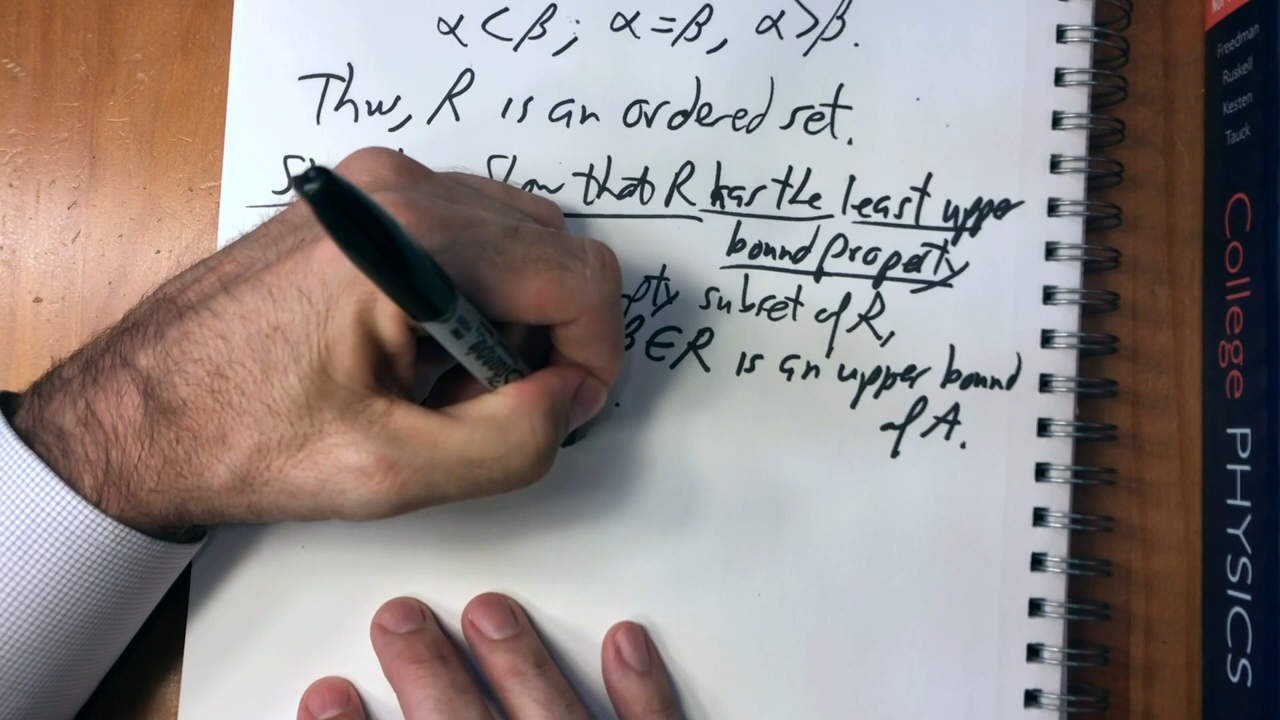 α<β; α=β, α>β.
Thus, R is an ordered set.
that R has the least upper
bound property
subset of R,
β∈R is an upper bound
of A.
Freedman
Ruskell
Kesten
Tauck
College PHYSICS